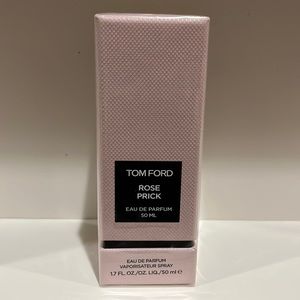 TOM FORD
ROSE
PRICK
EAU DE PARFUM
50 ML
EAU DE PARFUM
VAPORISATEUR SPRAY
1.7 FL. OZ./OZ. LIQ./50 ml ℮